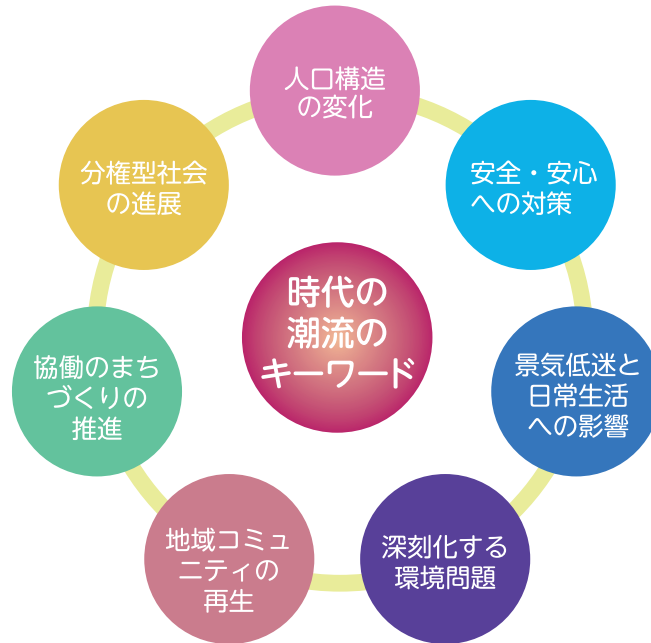 人口構造
の変化
安全・安心
への対策
景気低迷と
日常生活
への影響
深刻化する
環境問題
地域コミュ
ニティの
再生
協働のまち
づくりの
推進
分権型社会
の進展
時代の
潮流の
キーワード